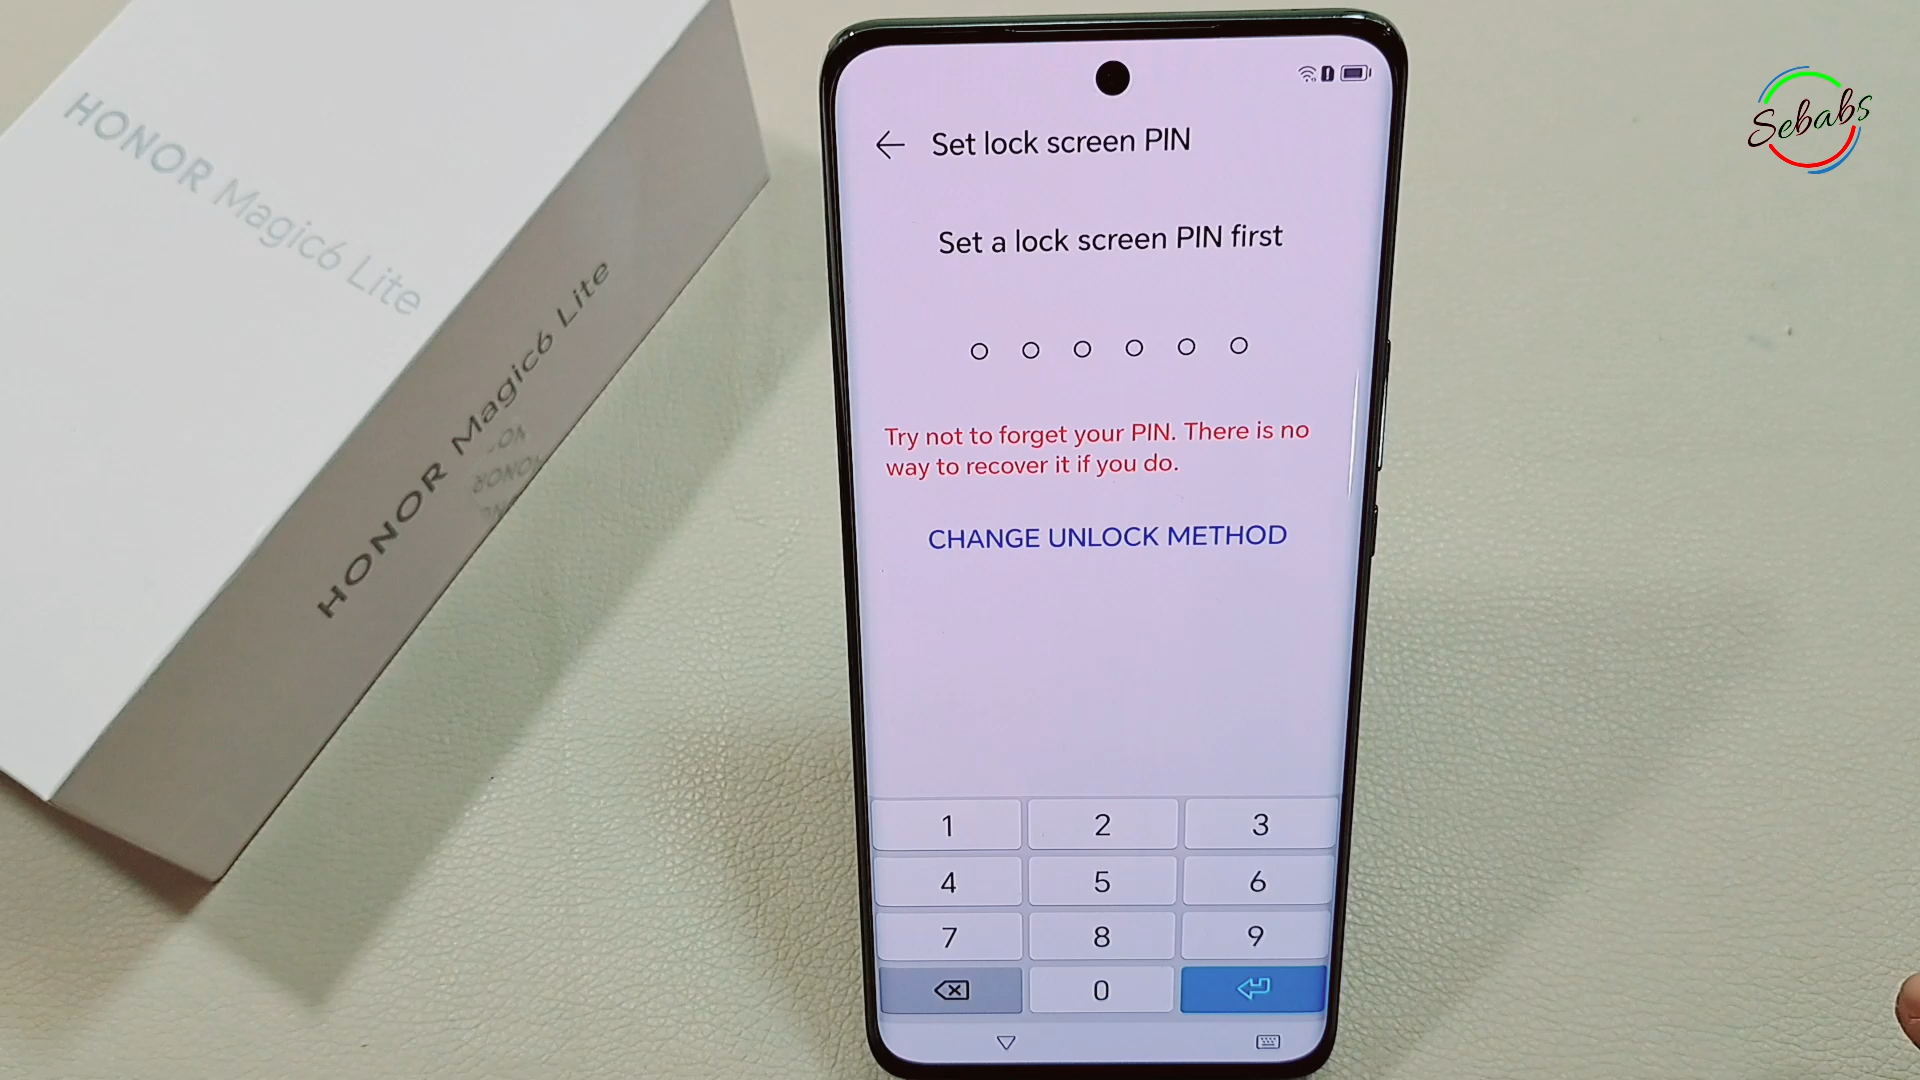 HONOR Magic6 Lite
HONOR Magic6 Lite
Sebabs
Set lock screen PIN
Set a lock screen PIN first
Try not to forget your PIN. There is no
way to recover it if you do.
CHANGE UNLOCK METHOD
1 2 3
4 5 6
7 8 9
0